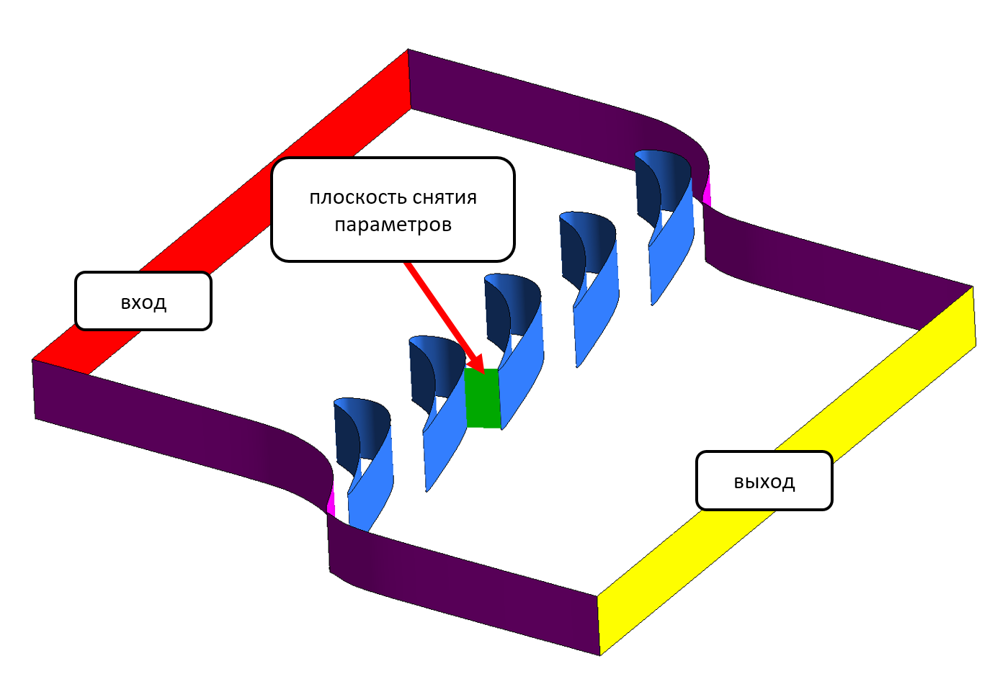 плоскость снятия
параметров
вход
выход